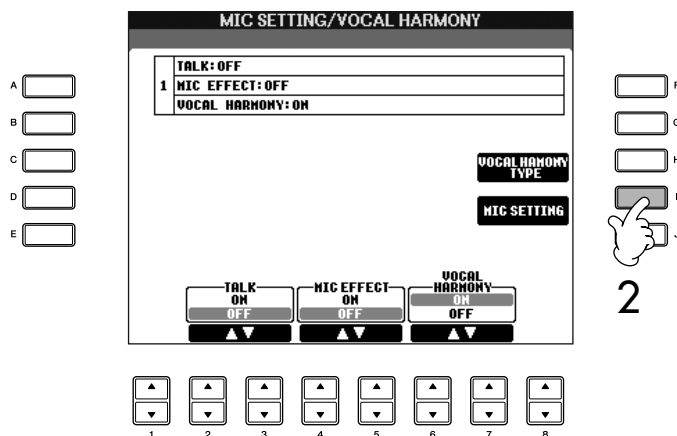 MIC SETTING/VOCAL HARMONY
TALK: OFF
1 MIC EFFECT: OFF
VOCAL HARMONY: ON
A
B
C
D
E
F
G
H
I
VOCAL HAMONY
TYPE
MIC SETTING
2
TALK
ON
OFF
MIC EFFECT
ON
OFF
VOCAL
HARMONY
ON
OFF
1 2 3 4 5 6 7 8